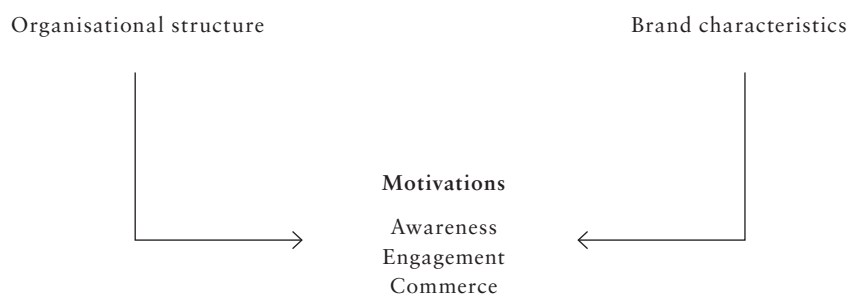 Organisational structure
Brand characteristics
Motivations
Awareness
Engagement
Commerce